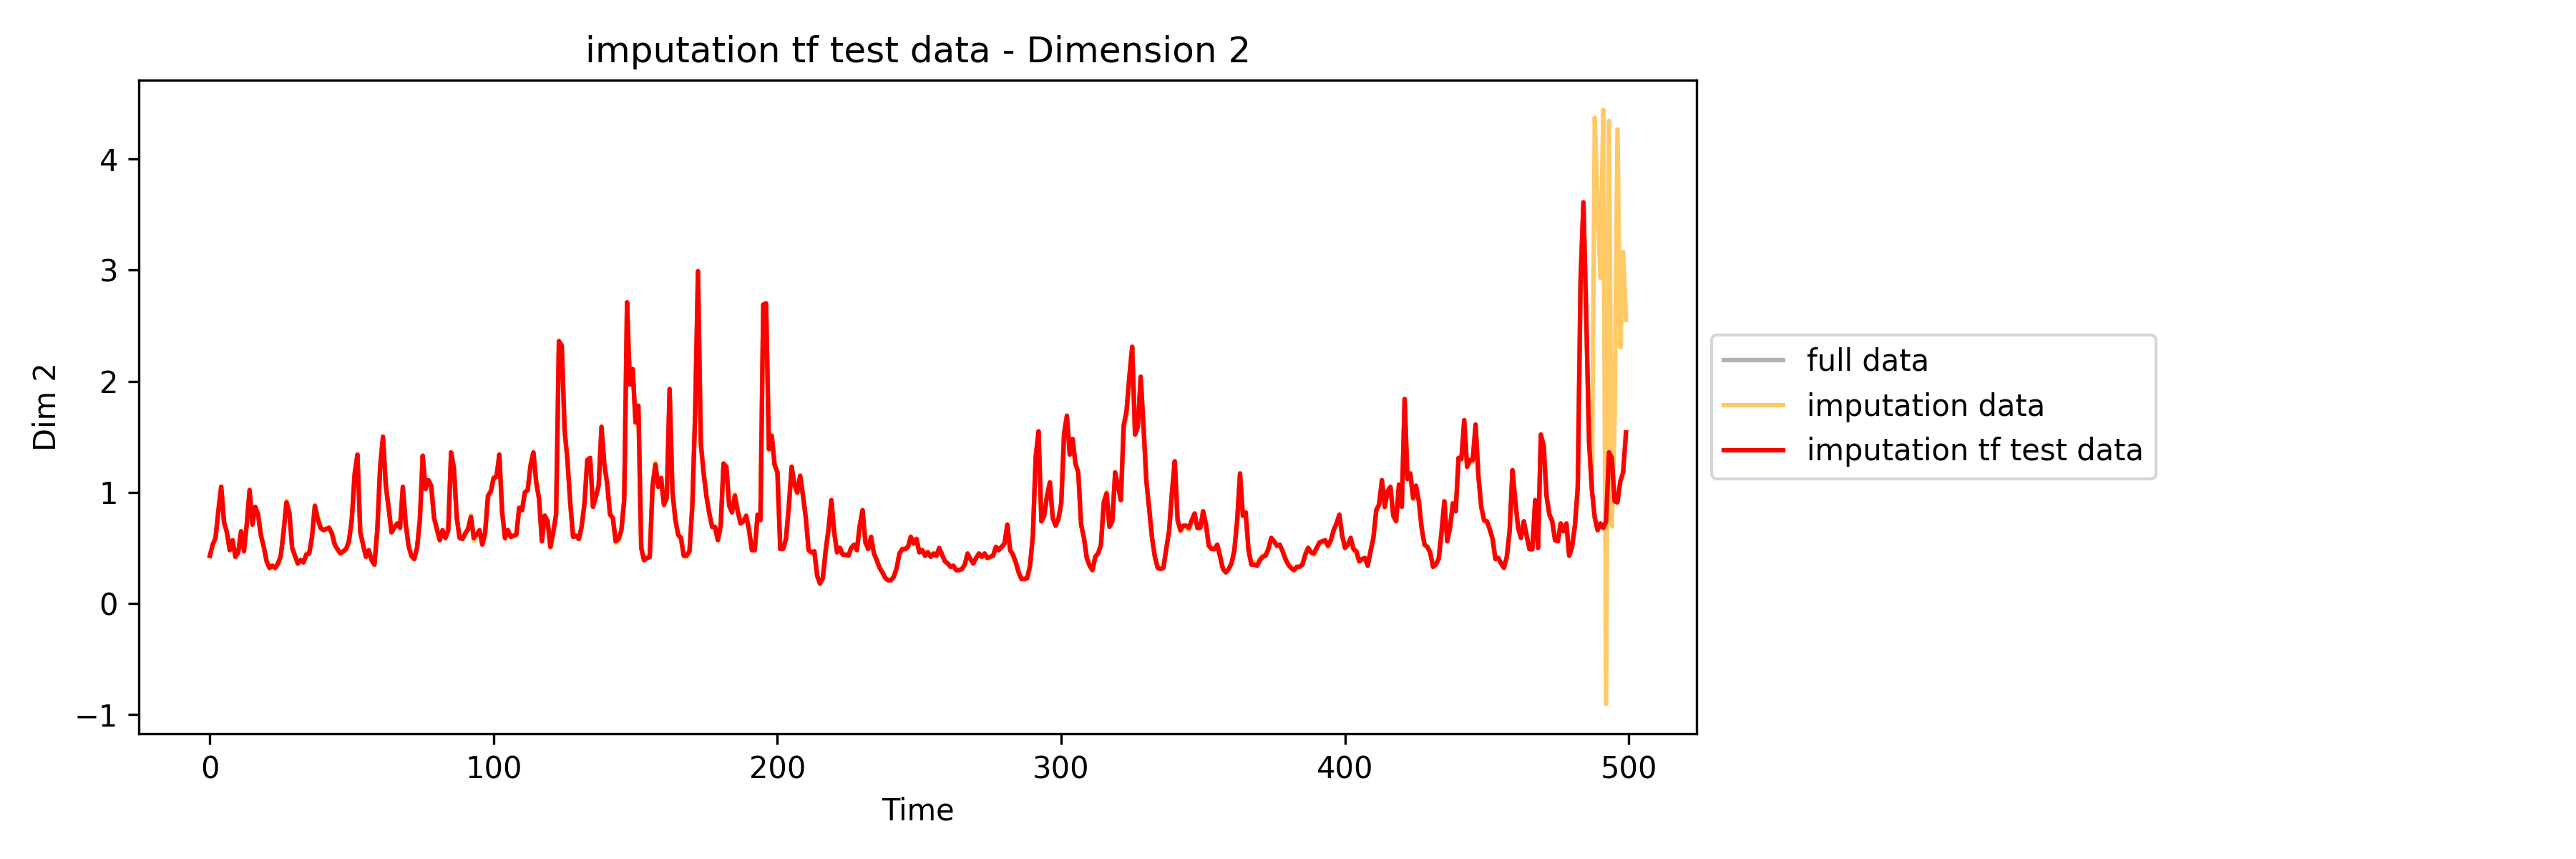 imputation tf test data - Dimension 2
4
3
2
1
0
−1
Dim 2
0 100 200 300 400 500
Time
full data
imputation data
imputation tf test data